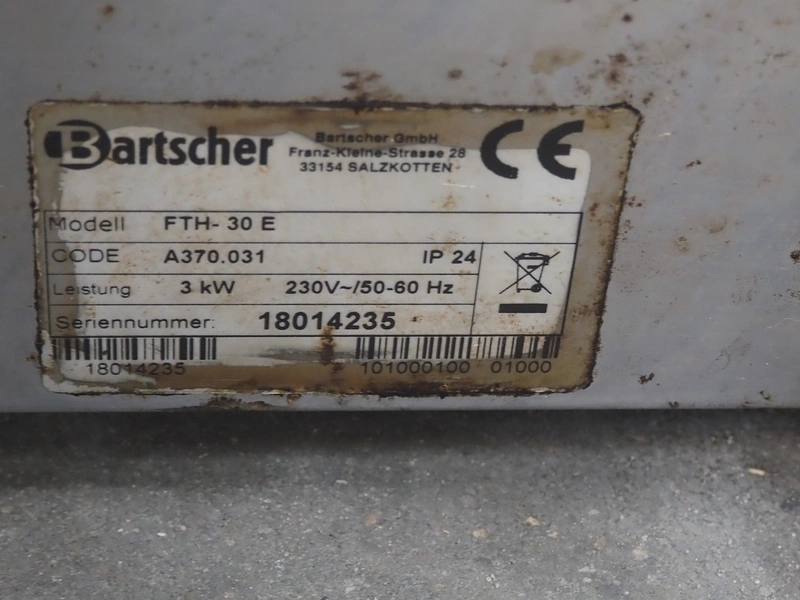 Bartscher
Bartscher GmbH
Franz-Kleine-Strasse 28
33154 SALZKOTTEN
CE
Modell FTH- 30 E
CODE A370.031 IP 24
Leistung 3 kW 230V~/50-60 Hz
Seriennummer: 18014235
18014235 101000100 01000